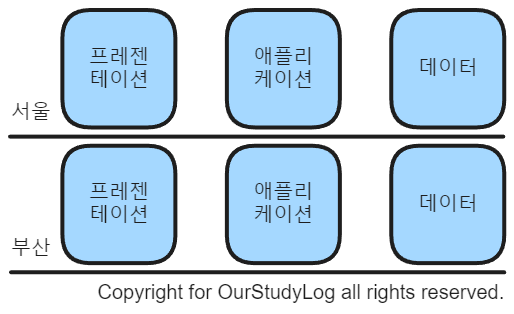 프레젠
테이션
애플리
케이션
데이터
서울
프레젠
테이션
애플리
케이션
데이터
부산
Copyright for OurStudyLog all rights reserved.